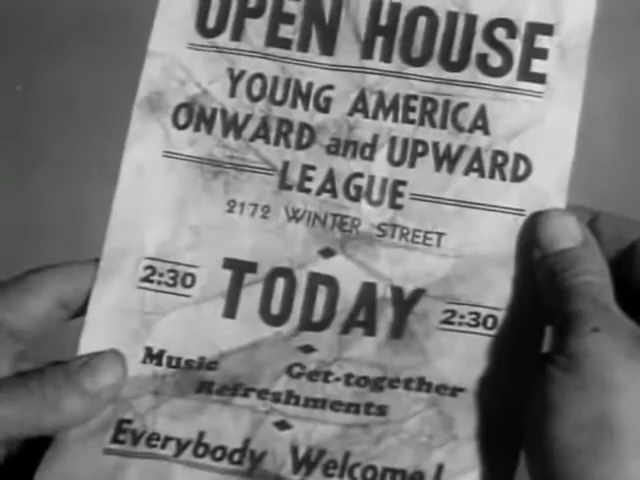 OPEN HOUSE
YOUNG AMERICA
ONWARD and UPWARD
LEAGUE
2172 WINTER STREET
2:30 TODAY 2:30
Music Get-together
Refreshments
Everybody Welcome!